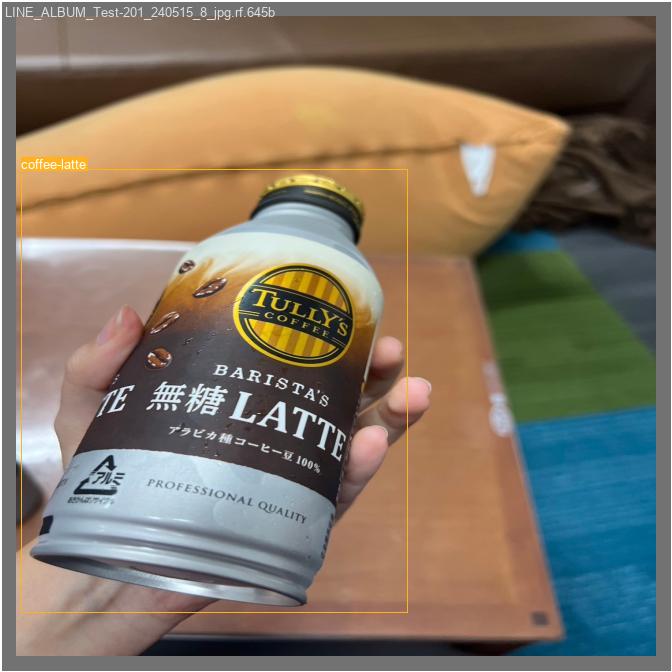 LINE_ALBUM_Test-201_240515_8_jpg.rf.645b
coffee-latte
TULLY'S
COFFEE
BARISTA'S
TE 無糖 LATTE
アラビカ種コーヒー豆100%
アルミ
PROFESSIONAL QUALITY